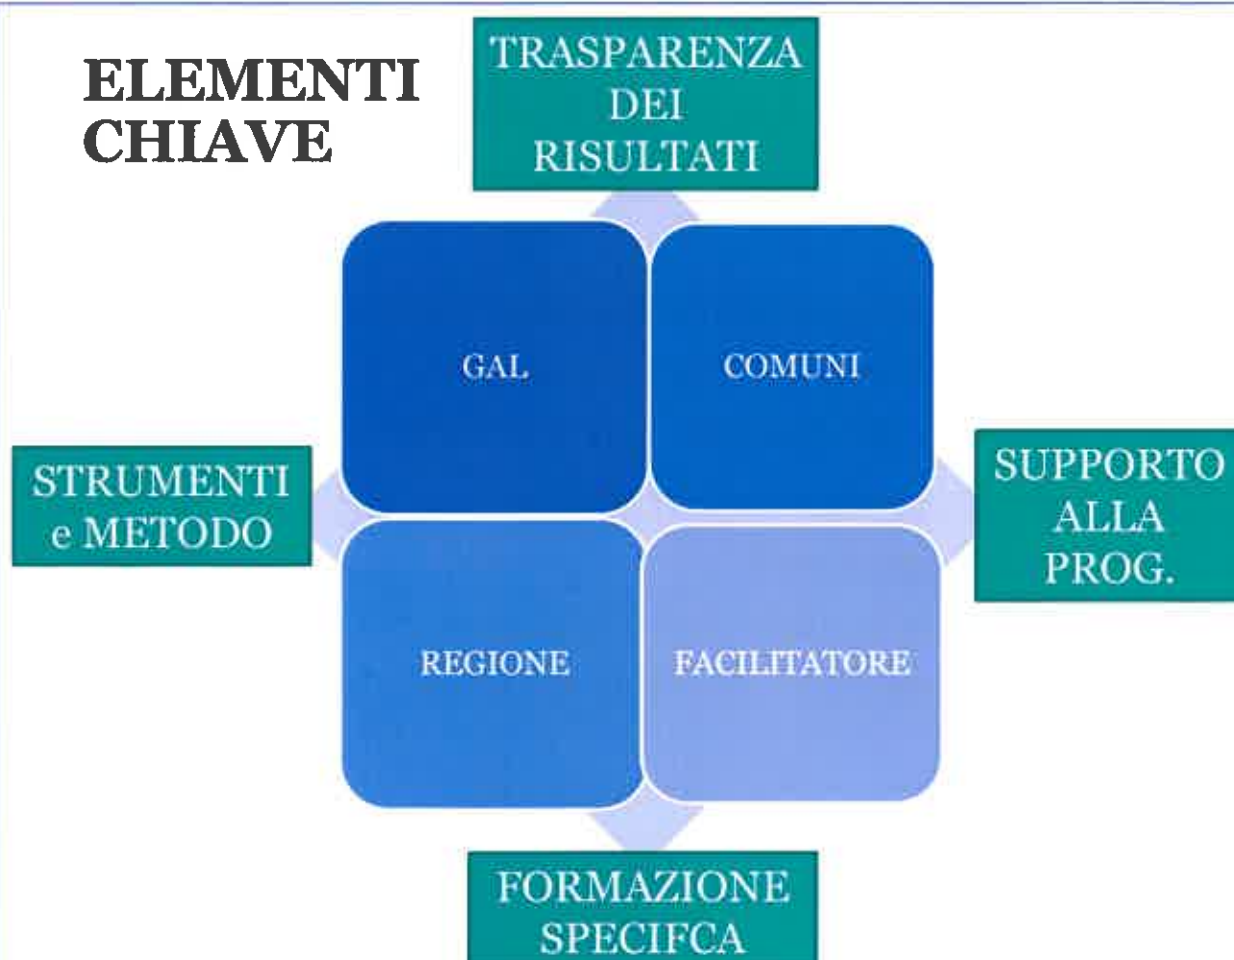 ELEMENTI
CHIAVE
TRASPARENZA
DEI
RISULTATI
GAL
COMUNI
STRUMENTI
e METODO
SUPPORTO
ALLA
PROG.
REGIONE
FACILITATORE
FORMAZIONE
SPECIFCA